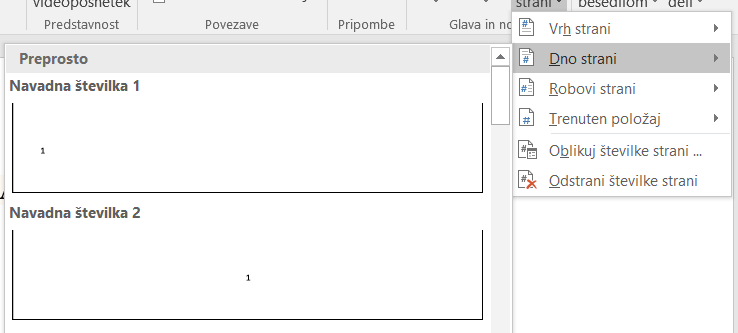 videoposnetek
strani
besedilom
deli
Predstavnost
Povezave
Pripombe
Glava in no
Vrh strani
Dno strani
Robovi strani
Trenuten položaj
Oblikuj številke strani ...
Odstrani številke strani
Preprosto
Navadna številka 1
1
Navadna številka 2
1